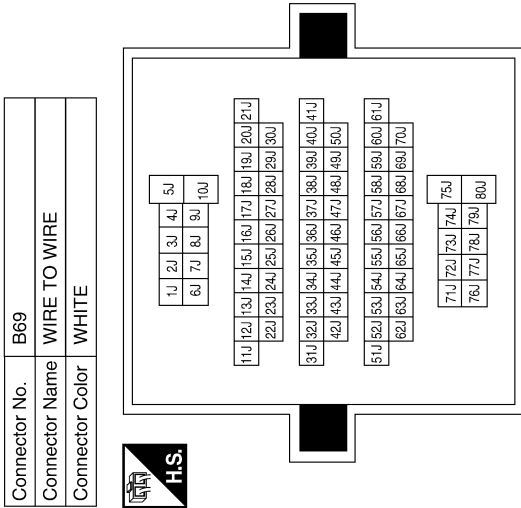 Connector No. B69
Connector Name WIRE TO WIRE
Connector Color WHITE
H.S.
1J 2J 3J 4J 5J
6J 7J 8J 9J 10J
11J 12J 13J 14J 15J 16J 17J 18J 19J 20J 21J
22J 23J 24J 25J 26J 27J 28J 29J 30J
31J 32J 33J 34J 35J 36J 37J 38J 39J 40J 41J
42J 43J 44J 45J 46J 47J 48J 49J 50J
51J 52J 53J 54J 55J 56J 57J 58J 59J 60J 61J
62J 63J 64J 65J 66J 67J 68J 69J 70J
71J 72J 73J 74J 75J
76J 77J 78J 79J 80J